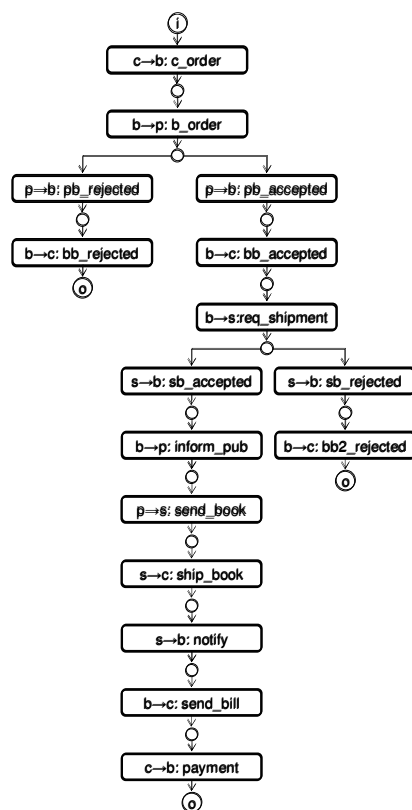 i
c→b: c_order
b→p: b_order
p→b: pb_rejected
p→b: pb_accepted
b→c: bb_rejected
b→c: bb_accepted
o
b→s:req_shipment
s→b: sb_accepted
s→b: sb_rejected
b→p: inform_pub
b→c: bb2_rejected
o
p→s: send_book
s→c: ship_book
s→b: notify
b→c: send_bill
c→b: payment
o